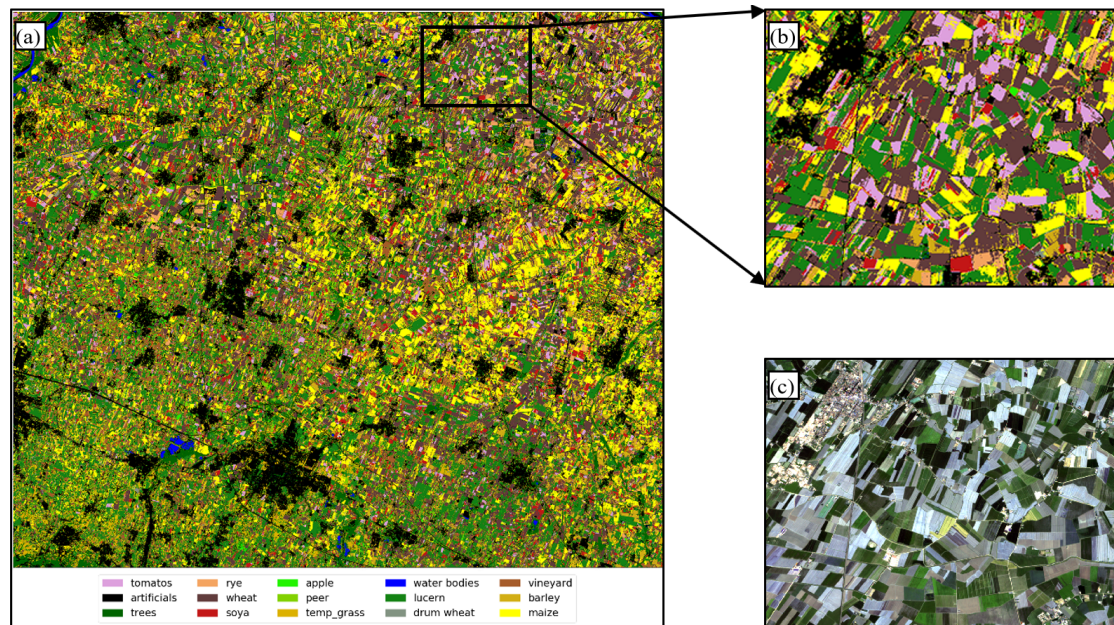 (a)
(b)
(c)
tomatos rye apple water bodies vineyard
artificials wheat peer lucern barley
trees soya temp_grass drum wheat maize